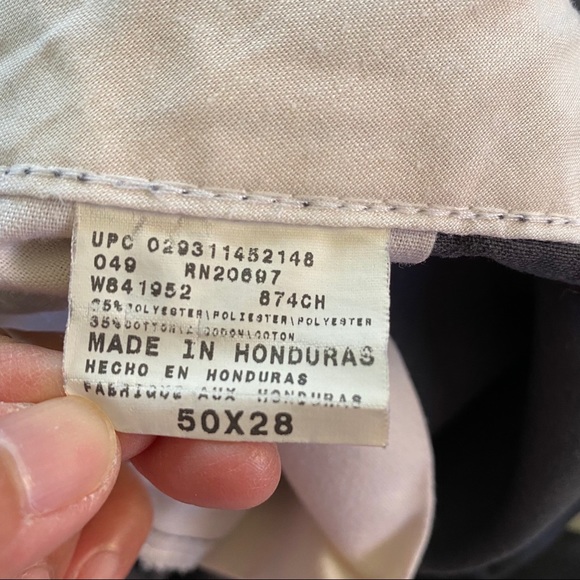 UPC 029311452148
049 RN20697
W841952 874CH
65%POLYESTER\POLIESTER\POLYESTER
35%COTTON\ALGODON\COTON
MADE IN HONDURAS
HECHO EN HONDURAS
FABRIQUE AUX HONDURAS
50X28